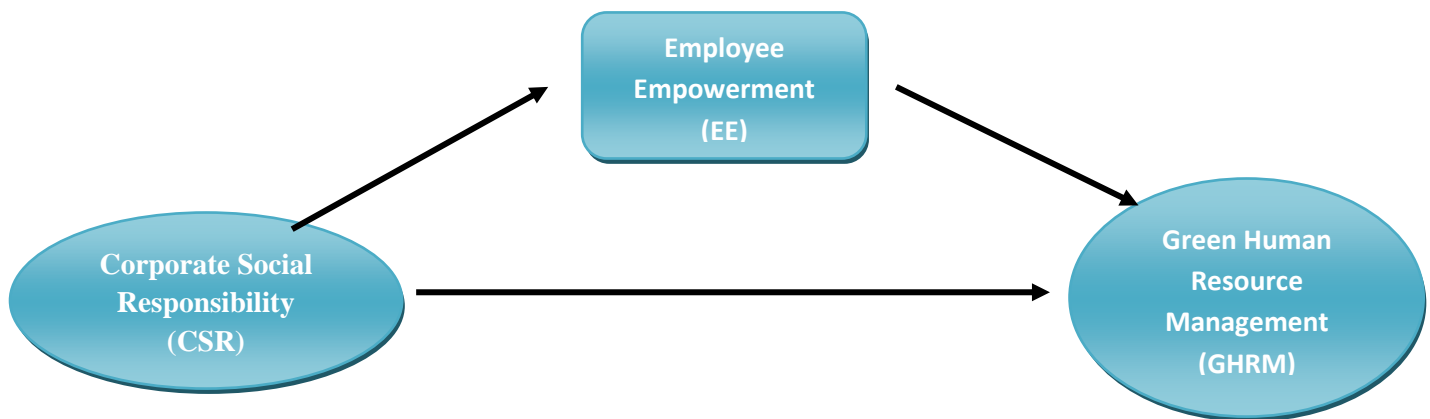 Employee
Empowerment
(EE)
Corporate Social
Responsibility
(CSR)
Green Human
Resource
Management
(GHRM)